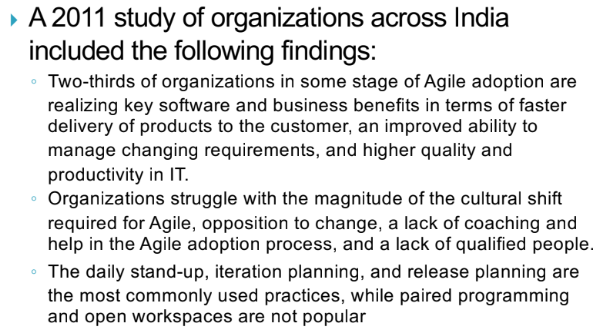 A 2011 study of organizations across India
included the following findings:
Two-thirds of organizations in some stage of Agile adoption are
realizing key software and business benefits in terms of faster
delivery of products to the customer, an improved ability to
manage changing requirements, and higher quality and
productivity in IT.
Organizations struggle with the magnitude of the cultural shift
required for Agile, opposition to change, a lack of coaching and
help in the Agile adoption process, and a lack of qualified people.
The daily stand-up, iteration planning, and release planning are
the most commonly used practices, while paired programming
and open workspaces are not popular